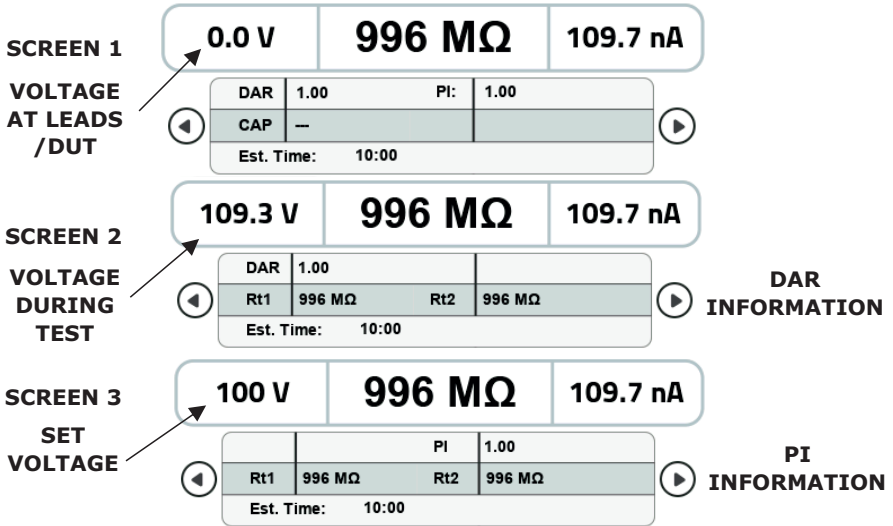 SCREEN 1
VOLTAGE
AT LEADS
/DUT
0.0 V 996 MΩ 109.7 nA
DAR 1.00 PI: 1.00
CAP ---
Est. Time: 10:00
SCREEN 2
VOLTAGE
DURING
TEST
109.3 V 996 MΩ 109.7 nA
DAR 1.00
Rt1 996 MΩ Rt2 996 MΩ
Est. Time: 10:00
DAR
INFORMATION
SCREEN 3
SET
VOLTAGE
100 V 996 MΩ 109.7 nA
PI 1.00
Rt1 996 MΩ Rt2 996 MΩ
Est. Time: 10:00
PI
INFORMATION